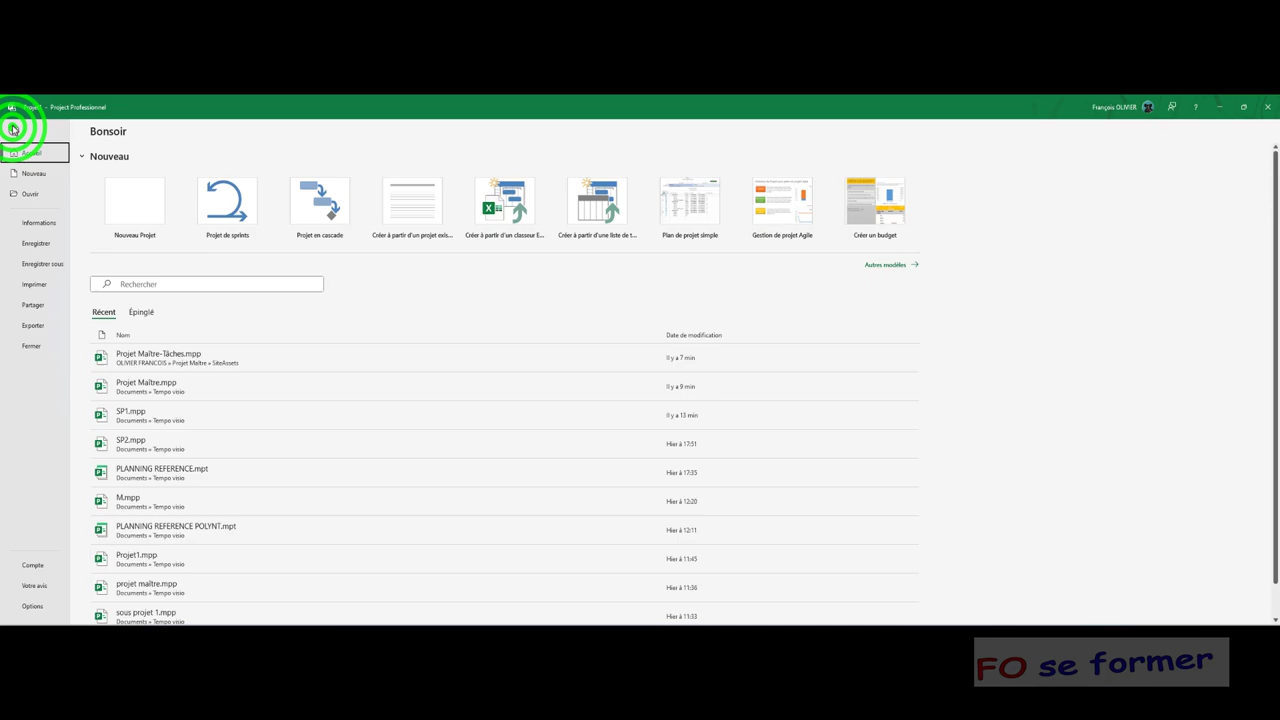 Projet1 - Project Professionnel
François OLIVIER
?
Bonsoir
Accueil
Nouveau
Ouvrir
Informations
Enregistrer
Enregistrer sous
Imprimer
Partager
Exporter
Fermer
Compte
Votre avis
Options
Nouveau
Nouveau Projet
Projet de sprints
Projet en cascade
Créer à partir d'un projet exis...
Créer à partir d'un classeur E...
Créer à partir d'une liste de t...
Plan de projet simple
Gestion de projet Agile
Créer un budget
Autres modèles
Rechercher
Récent Épinglé
Nom Date de modification
Projet Maître-Tâches.mpp Il y a 7 min
OLIVIER FRANCOIS » Projet Maître » SiteAssets
Projet Maître.mpp Il y a 9 min
Documents » Tempo visio
SP1.mpp Il y a 13 min
Documents » Tempo visio
SP2.mpp Hier à 17:51
Documents » Tempo visio
PLANNING REFERENCE.mpt Hier à 17:35
Documents » Tempo visio
M.mpp Hier à 12:20
Documents » Tempo visio
PLANNING REFERENCE POLYNT.mpt Hier à 12:11
Documents » Tempo visio
Projet1.mpp Hier à 11:45
Documents » Tempo visio
projet maître.mpp Hier à 11:36
Documents » Tempo visio
sous projet 1.mpp Hier à 11:33
Documents » Tempo visio
FO se former